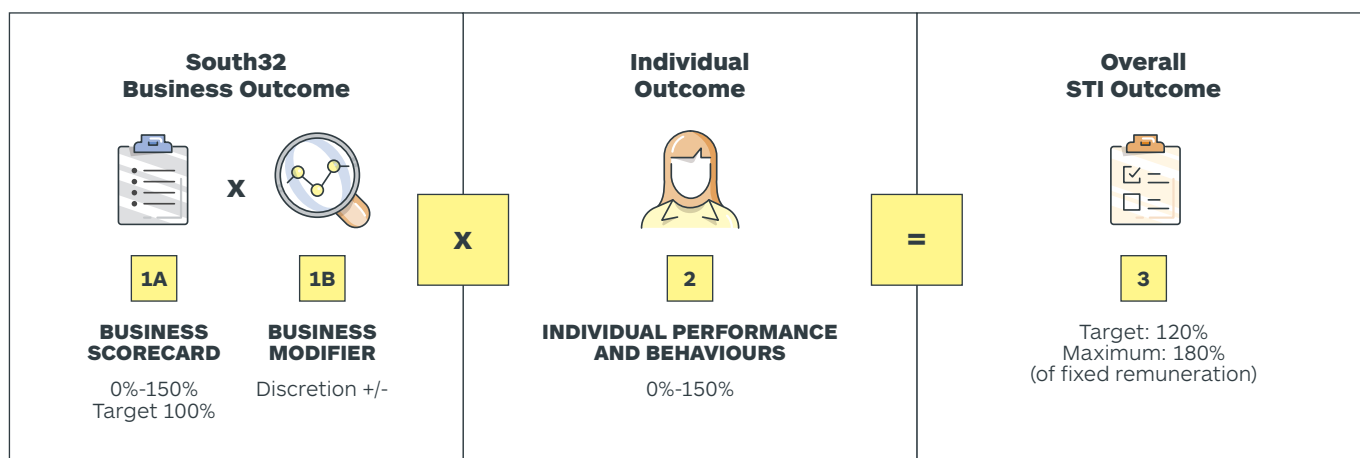 South32
Business Outcome
x
1A
BUSINESS
SCORECARD
0%-150%
Target 100%
1B
BUSINESS
MODIFIER
Discretion +/-
x
Individual
Outcome
2
INDIVIDUAL PERFORMANCE
AND BEHAVIOURS
0%-150%
=
Overall
STI Outcome
3
Target: 120%
Maximum: 180%
(of fixed remuneration)